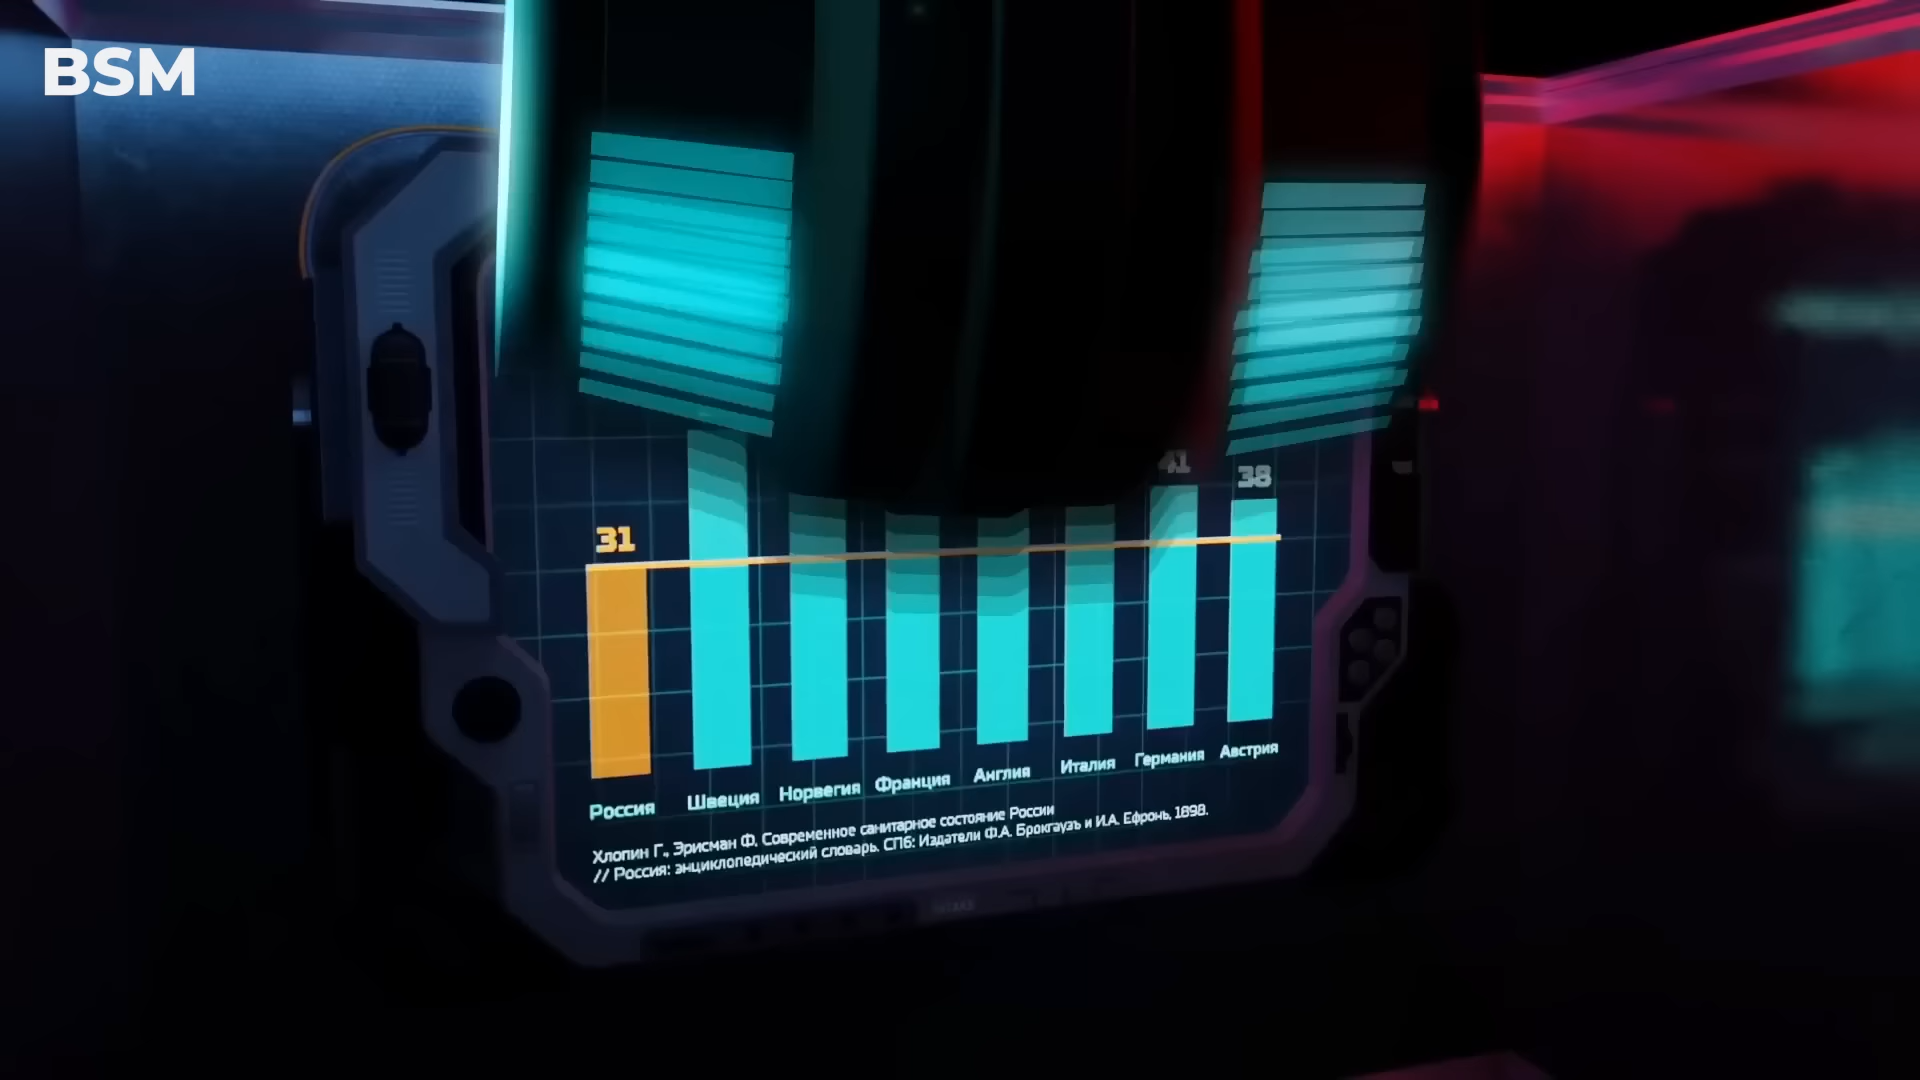 BSM
41
38
31
Россия Швеция Норвегия Франция Англия Италия Германия Австрия
Хлопин Г., Эрисман Ф. Современное санитарное состояние России
// Россия: энциклопедический словарь. СПб: Издатели Ф.А. Брокгаузъ и И.А. Ефронь, 1898.